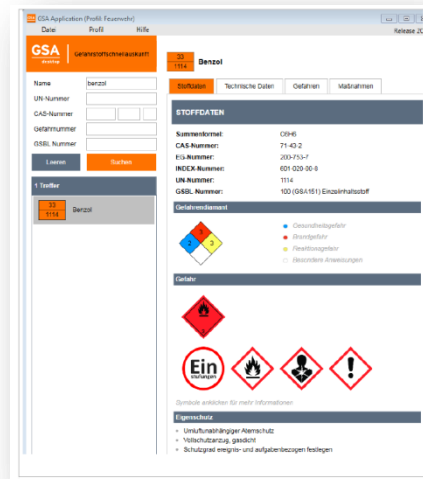 GSA Application (Profil: Feuerwehr)
Datei Profil Hilfe
Release 20
GSA
Gefahrstoffschnellauskunft
33
1114
Benzol
Name benzol
UN-Nummer
CAS-Nummer
Gefahrnummer
GSBL Nummer
Leeren Suchen
1 Treffer
33
1114
Benzol
Stoffdaten Technische Daten Gefahren Maßnahmen
STOFFDATEN
Summenformel: C6H6
CAS-Nummer: 71-43-2
EG-Nummer: 200-753-7
INDEX-Nummer: 601-020-00-8
UN-Nummer: 1114
GSBL-Nummer: 100 (GSA151) Einzelinhaltsstoff
Gefahrendiamant
2
3
Gesundheitsgefahr
Brandgefahr
Reaktionsgefahr
Besondere Anweisungen
Gefahr
Ein
stufungen
Symbole anklicken für mehr Informationen
Eigenschutz
Umluftunabhängiger Atemschutz
Vollschutzanzug, gasdicht
Schutzgrad ereignis- und aufgabenbezogen festlegen